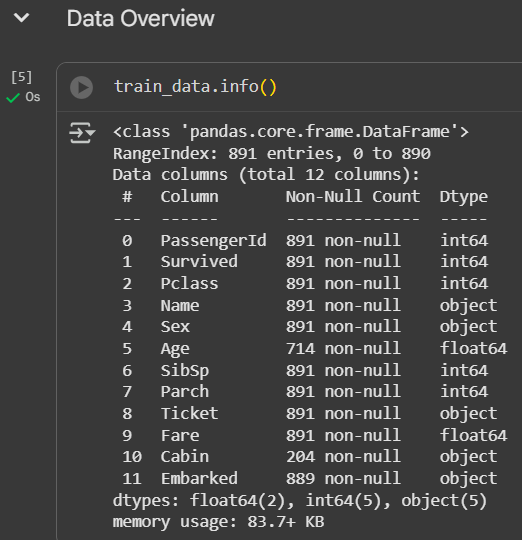 Data Overview
[5]
0s
train_data.info()
<class 'pandas.core.frame.DataFrame'>
RangeIndex: 891 entries, 0 to 890
Data columns (total 12 columns):
 #   Column       Non-Null Count  Dtype
---  ------       --------------  -----
 0   PassengerId  891 non-null    int64
 1   Survived     891 non-null    int64
 2   Pclass       891 non-null    int64
 3   Name         891 non-null    object
 4   Sex          891 non-null    object
 5   Age          714 non-null    float64
 6   SibSp        891 non-null    int64
 7   Parch        891 non-null    int64
 8   Ticket       891 non-null    object
 9   Fare         891 non-null    float64
 10  Cabin        204 non-null    object
 11  Embarked     889 non-null    object
dtypes: float64(2), int64(5), object(5)
memory usage: 83.7+ KB